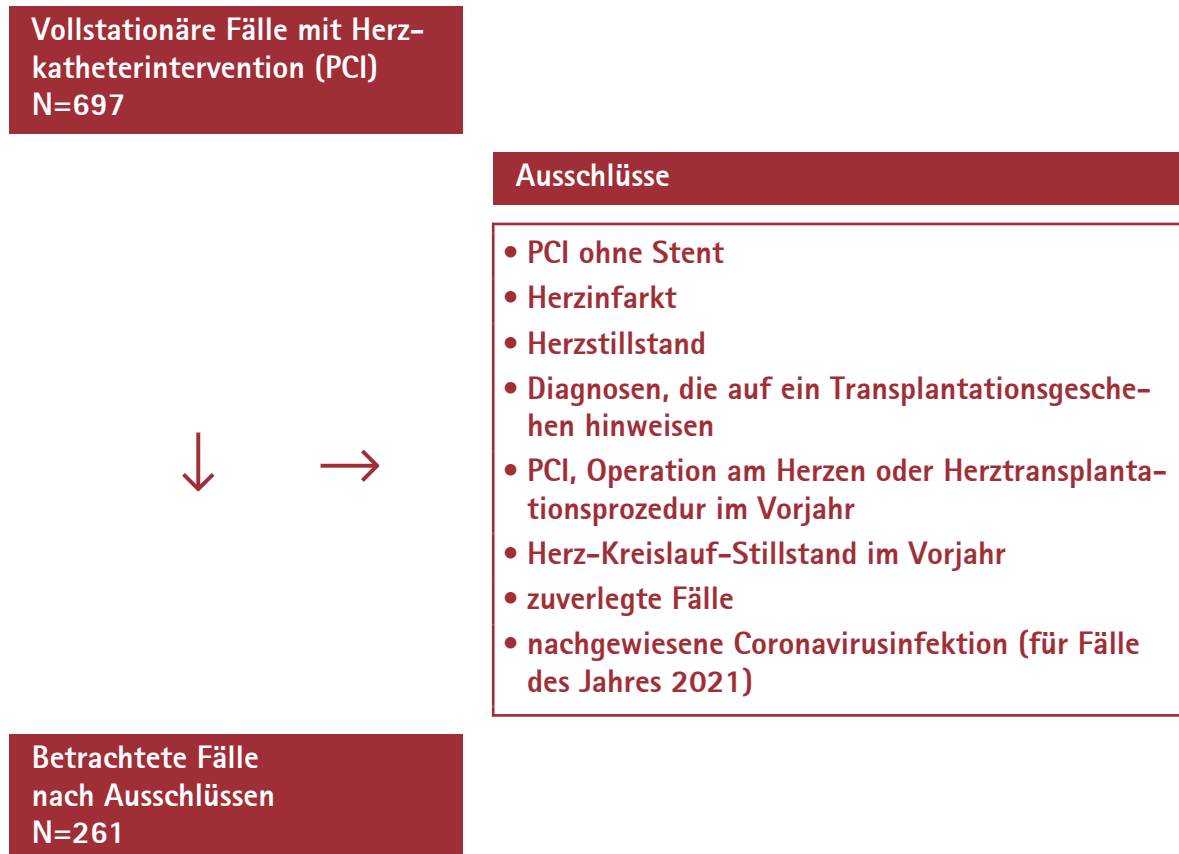 Vollstationäre Fälle mit Herz-
katheterintervention (PCI)
N=697
Ausschlüsse
• PCI ohne Stent
• Herzinfarkt
• Herzstillstand
• Diagnosen, die auf ein Transplantationsgesche-
hen hinweisen
• PCI, Operation am Herzen oder Herztransplanta-
tionsprozedur im Vorjahr
• Herz-Kreislauf-Stillstand im Vorjahr
• zuverlegte Fälle
• nachgewiesene Coronavirusinfektion (für Fälle
des Jahres 2021)
Betrachtete Fälle
nach Ausschlüssen
N=261